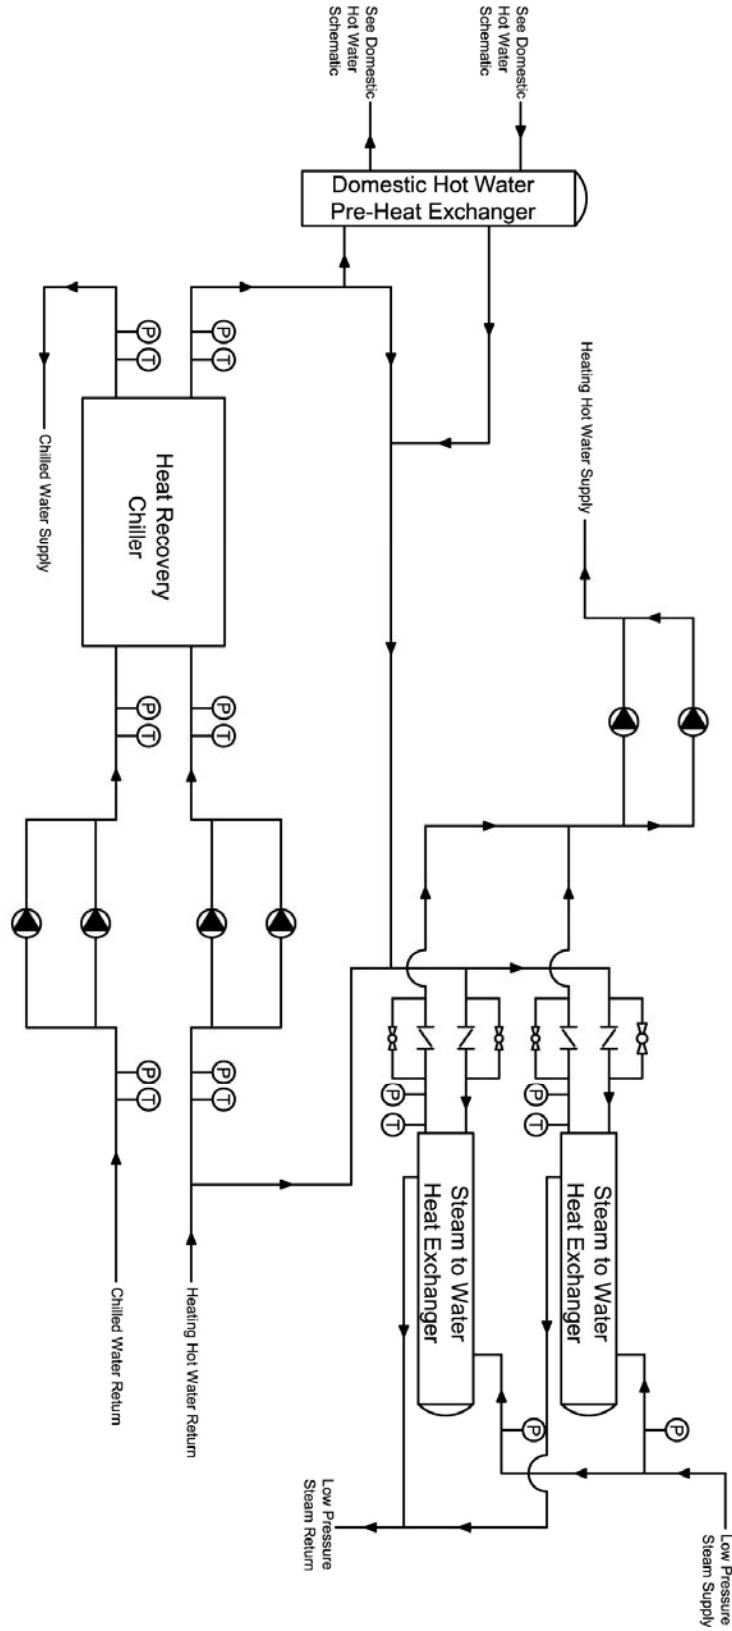 See Domestic
Hot Water
Schematic
See Domestic
Hot Water
Schematic
Domestic Hot Water
Pre-Heat Exchanger
Heating Hot Water Supply
P
T
P
T
Chilled Water Supply
Heat Recovery
Chiller
P
T
P
T
P
T
P
T
P
T
P
T
Steam to Water
Heat Exchanger
Steam to Water
Heat Exchanger
Chilled Water Return
Heating Hot Water Return
P
P
Low Pressure
Steam Return
Low Pressure
Steam Supply